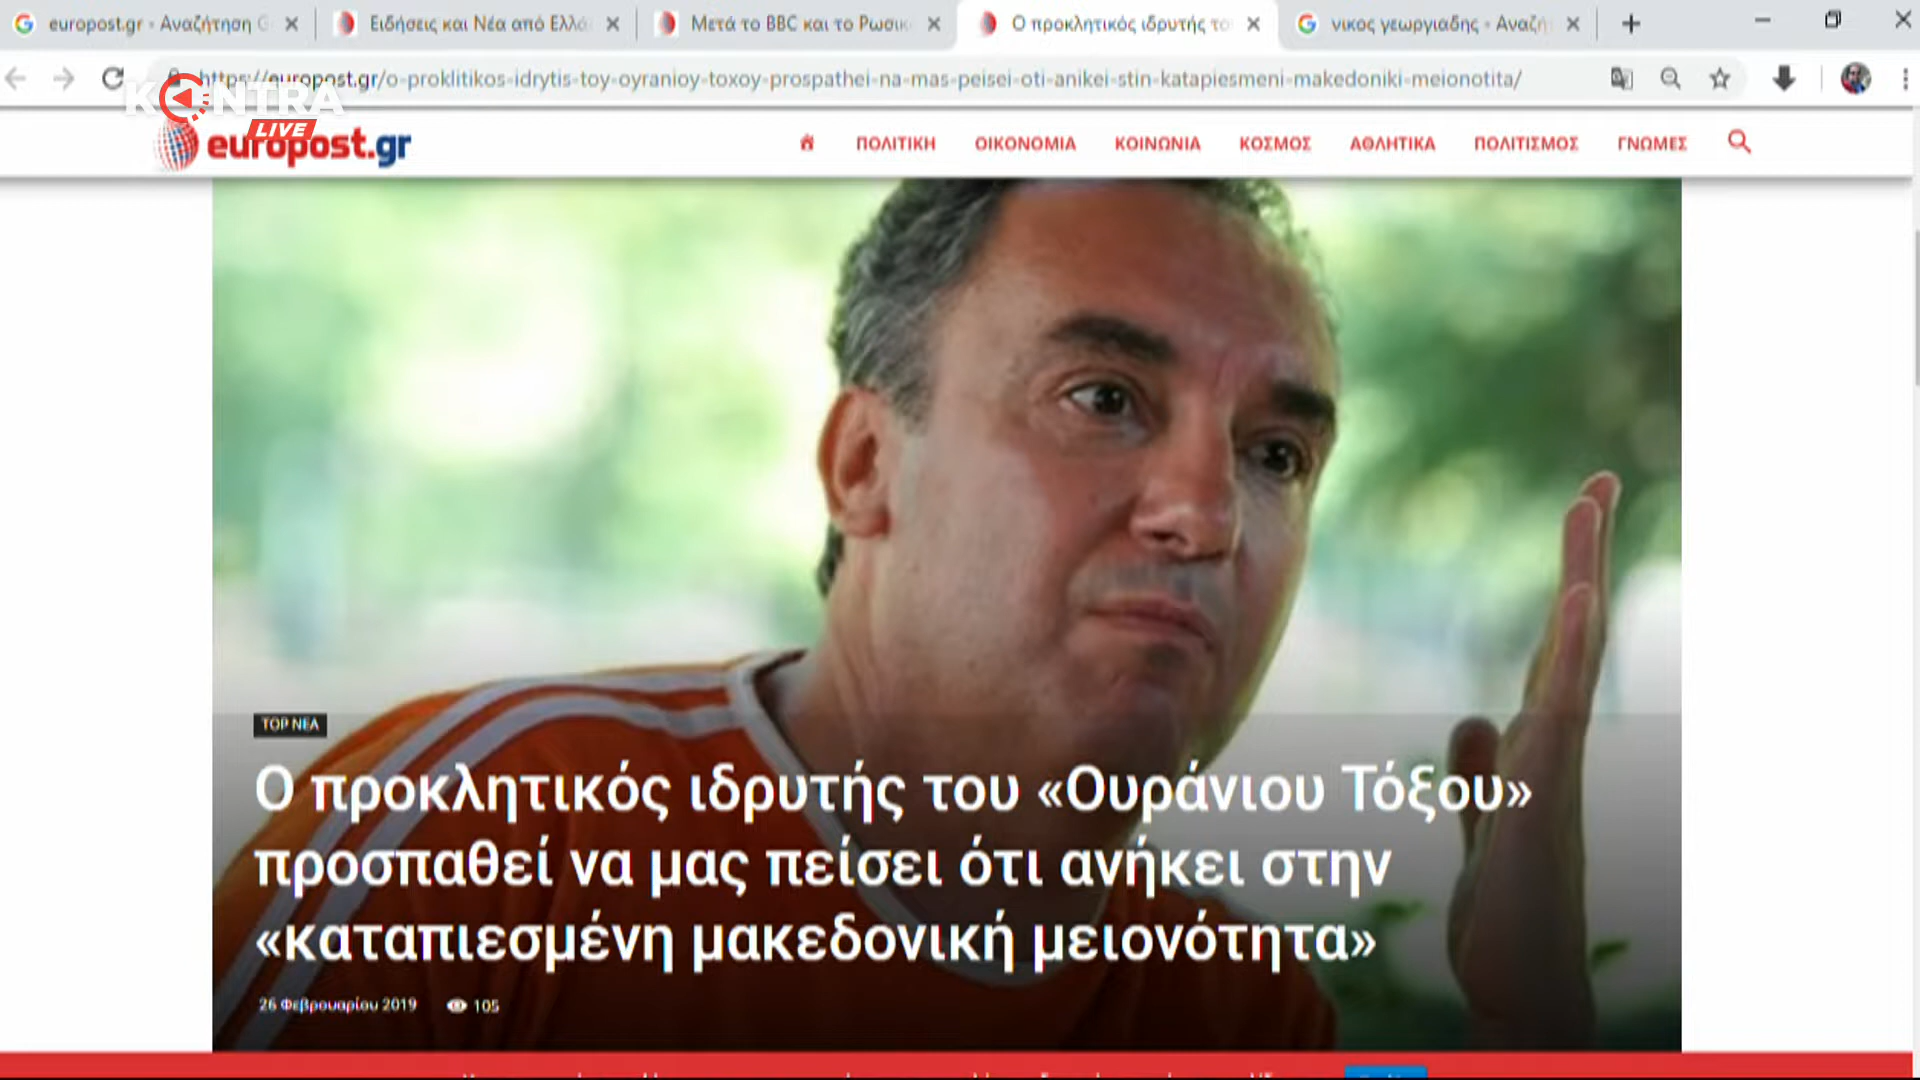 europost.gr - Αναζήτηση G
Ειδήσεις και Νέα από Ελλά
Μετά το BBC και το Ρωσικ
Ο προκλητικός ιδρυτής το
νικος γεωργιαδης - Αναζή
https://europost.gr/o-proklitikos-idrytis-toy-oyranioy-toxoy-prospathei-na-mas-peisei-oti-anikei-stin-katapiesmeni-makedoniki-meionotita/
KONTRA
LIVE
europost.gr
ΠΟΛΙΤΙΚΗ ΟΙΚΟΝΟΜΙΑ ΚΟΙΝΩΝΙΑ ΚΟΣΜΟΣ ΑΘΛΗΤΙΚΑ ΠΟΛΙΤΙΣΜΟΣ ΓΝΩΜΕΣ
TOP ΝΕΑ
Ο προκλητικός ιδρυτής του «Ουράνιου Τόξου»
προσπαθεί να μας πείσει ότι ανήκει στην
«καταπιεσμένη μακεδονική μειονότητα»
26 Φεβρουαρίου 2019 105